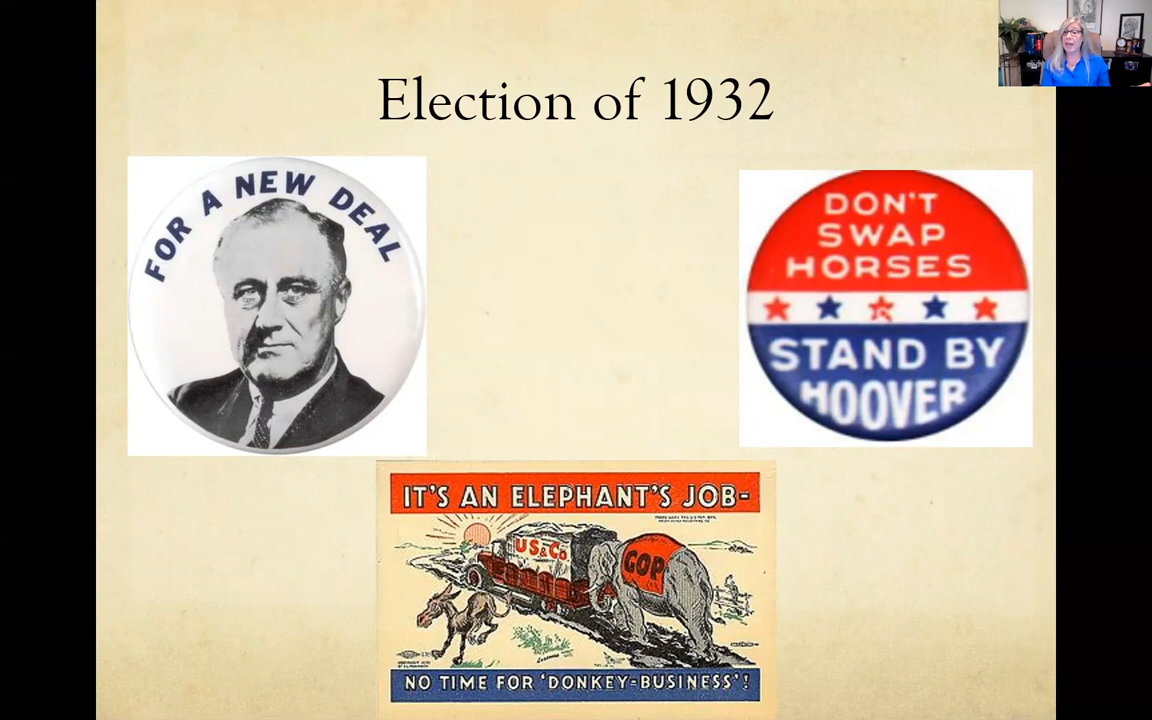 Election of 1932
FOR A NEW DEAL
DON'T
SWAP
HORSES
STAND BY
HOOVER
IT'S AN ELEPHANT'S JOB-
US&Co.
GOP
NO TIME FOR 'DONKEY-BUSINESS'!